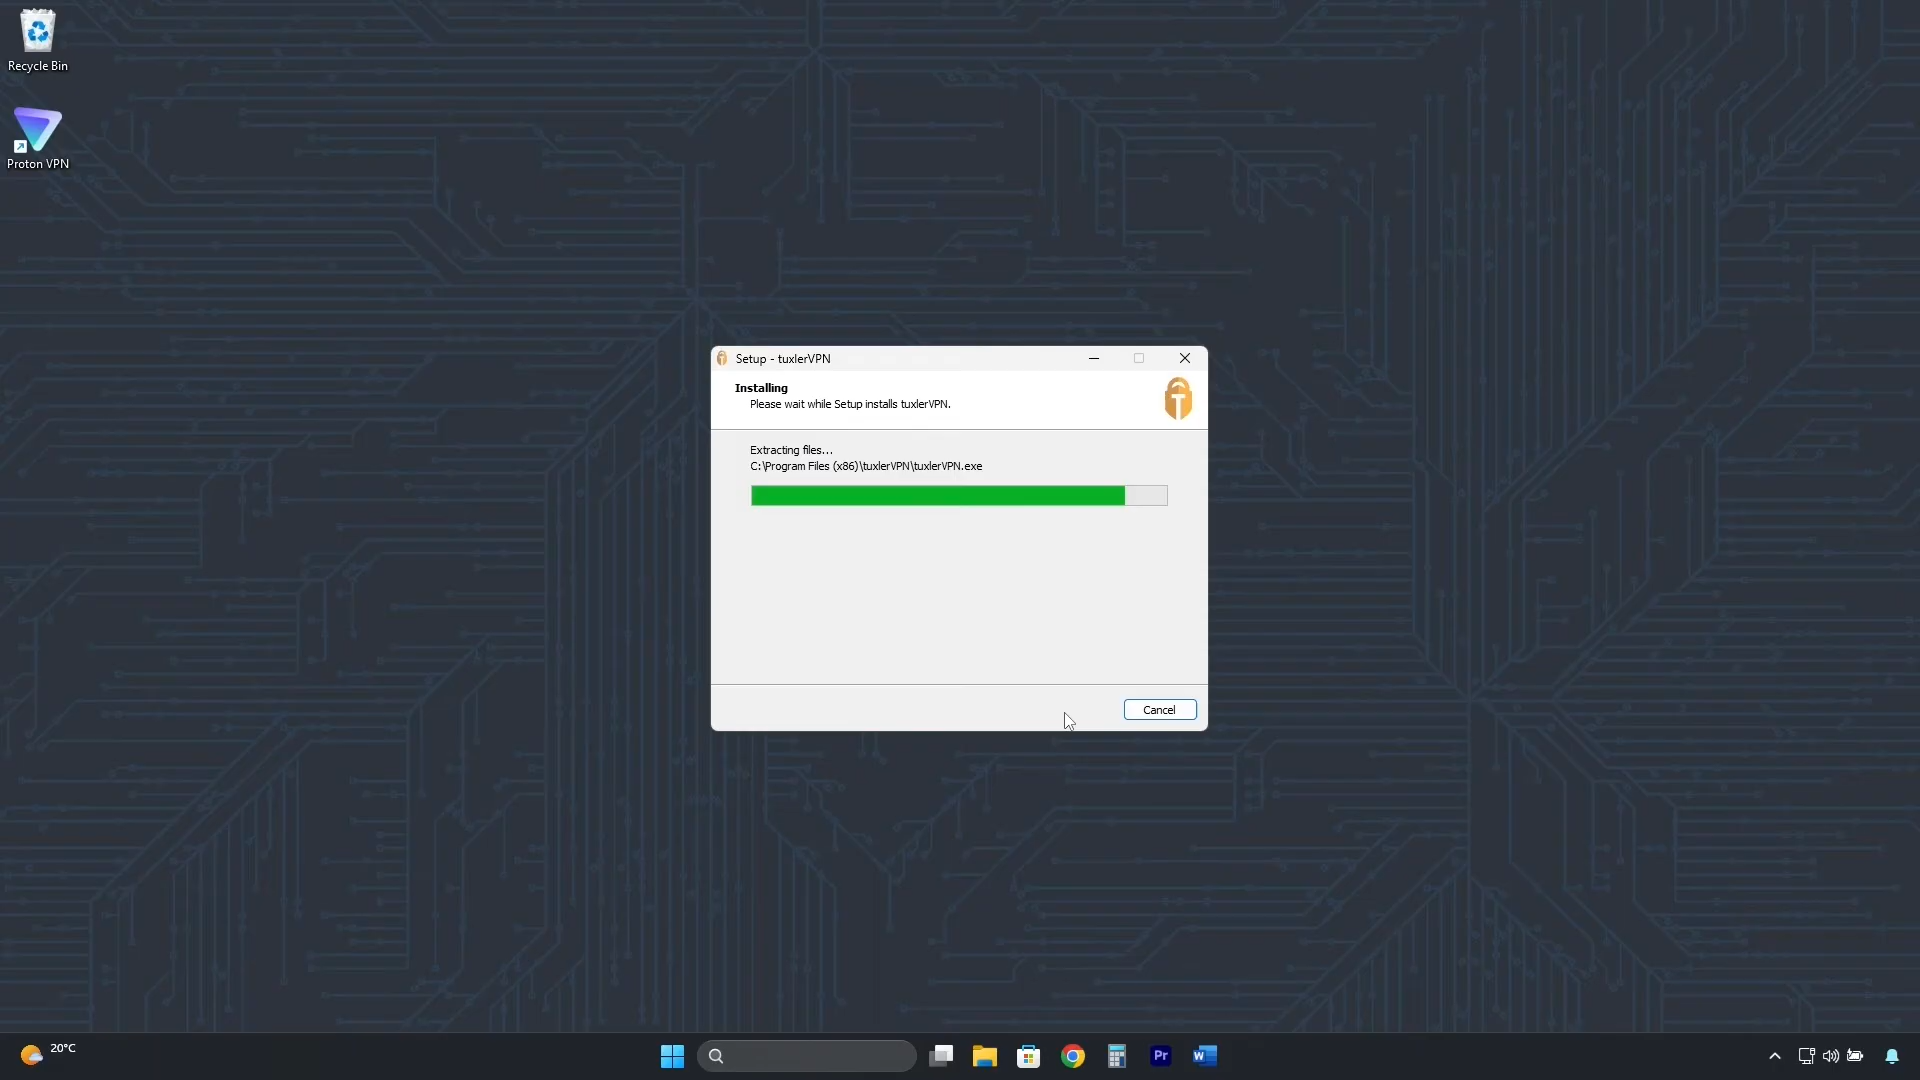 Recycle Bin
Proton VPN
Setup - tuxlerVPN
Installing
Please wait while Setup installs tuxlerVPN.
T
Extracting files...
C:\Program Files (x86)\tuxlerVPN\tuxlerVPN.exe
Cancel
20°C
Pr
W